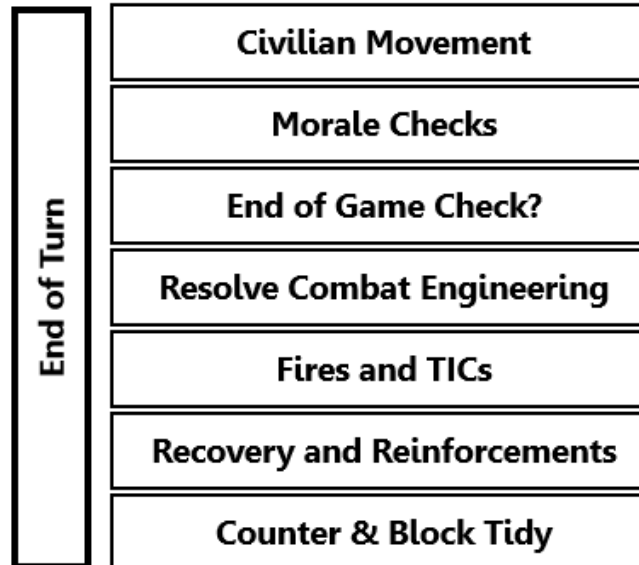 End of Turn
Civilian Movement
Morale Checks
End of Game Check?
Resolve Combat Engineering
Fires and TICs
Recovery and Reinforcements
Counter & Block Tidy